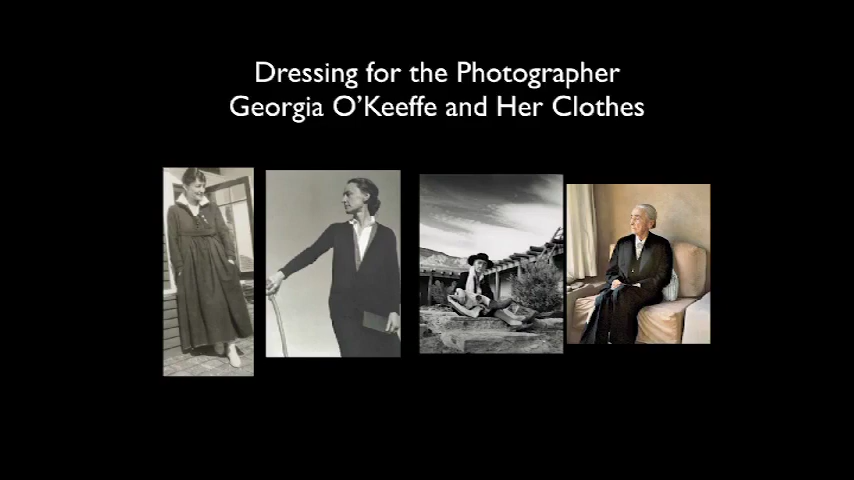 Dressing for the Photographer
Georgia O’Keeffe and Her Clothes